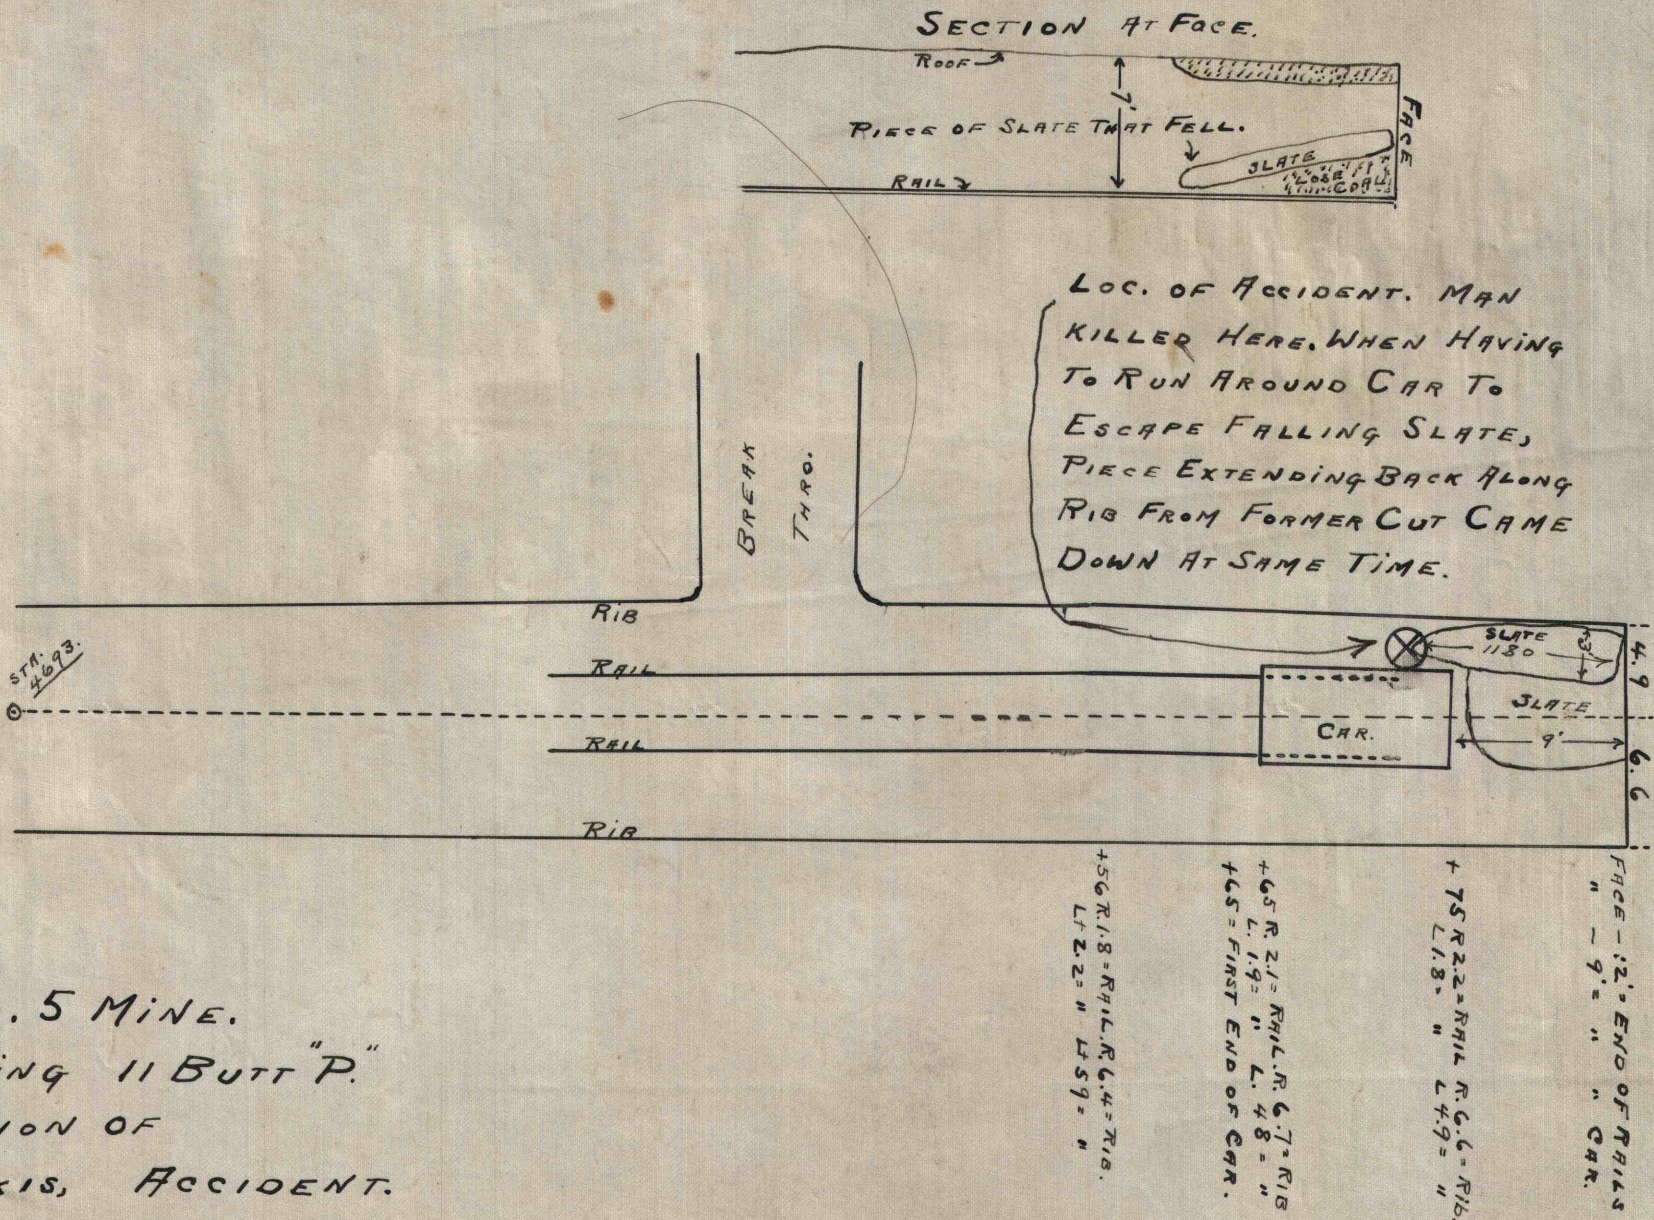 SECTION AT FACE.
ROOF
7'
FACE
PIECE OF SLATE THAT FELL.
SLATE
LOSE
COAL
RAIL
LOC. OF ACCIDENT. MAN
KILLED HERE. WHEN HAVING
TO RUN AROUND CAR TO
ESCAPE FALLING SLATE,
PIECE EXTENDING BACK ALONG
RIB FROM FORMER CUT CAME
DOWN AT SAME TIME.
BREAK
THRO.
RIB
STA.
4693.
RAIL
SLATE
1180
3'
4.9
SLATE
RAIL
CAR.
9'
6.6
RIB
+56 R.1.8 = RAIL. R. 6.4 = RIB.
Lt 2.2 = " Lt 59 = "
+65 R. 2.1 = RAIL. R. 6.7 = RIB
L. 1.9 = " L. 48 = "
+65 = FIRST END OF CAR.
+ 75 R 2.2 = RAIL R. 6.6 = RIB.
L 1.8 = " L 4.9 = "
FACE - 12' = END OF RAILS
" - 9' = " " CAR.
. 5 MINE.
ING 11 BUTT "P."
ION OF
KIS, ACCIDENT.